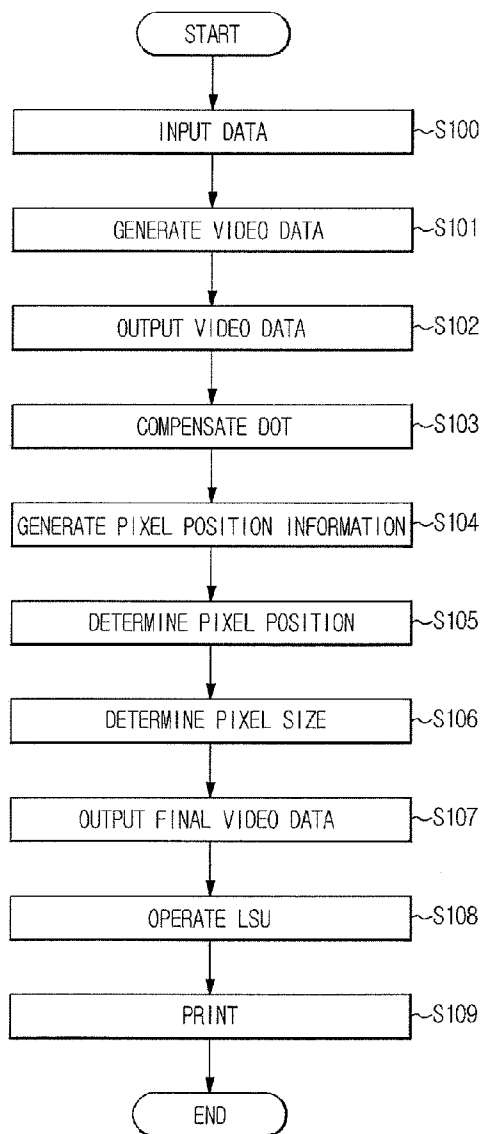 START
INPUT DATA ~S100
GENERATE VIDEO DATA ~S101
OUTPUT VIDEO DATA ~S102
COMPENSATE DOT ~S103
GENERATE PIXEL POSITION INFORMATION ~S104
DETERMINE PIXEL POSITION ~S105
DETERMINE PIXEL SIZE ~S106
OUTPUT FINAL VIDEO DATA ~S107
OPERATE LSU ~S108
PRINT ~S109
END